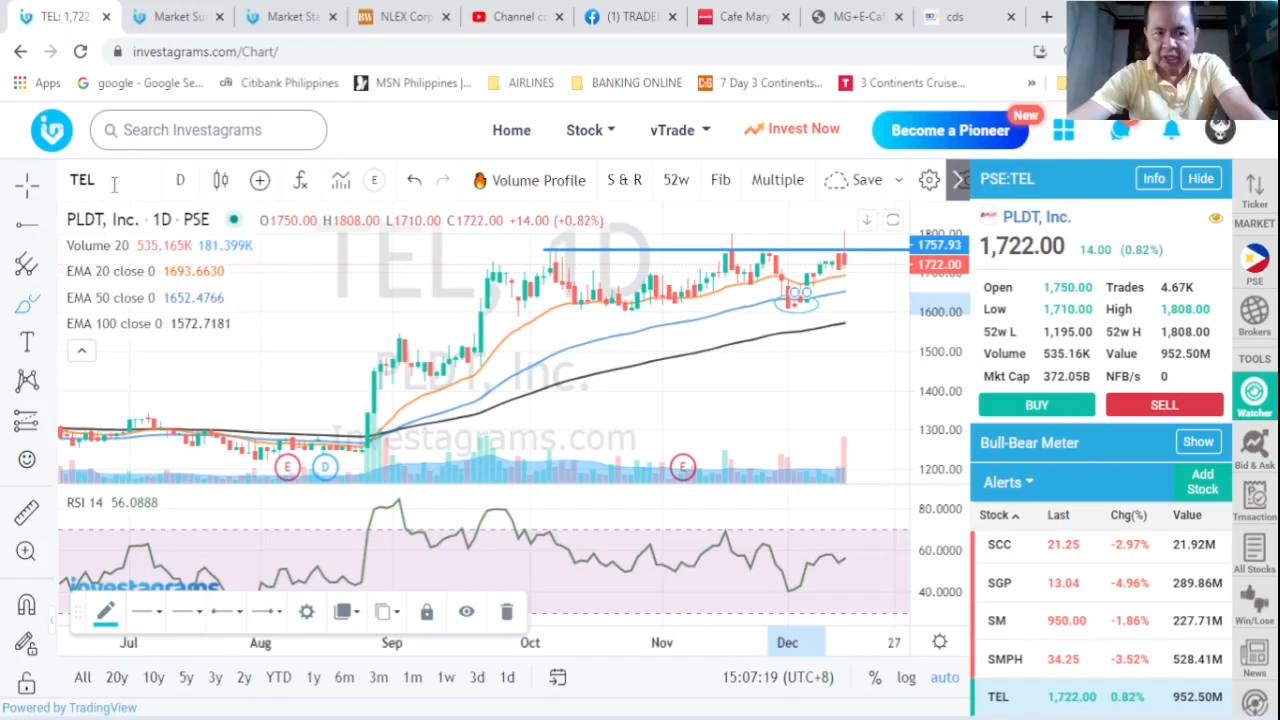 TEL: 1,722
Market Su
Market Sta
NLEX Corp
Channel co
(1) TRADE
Cafe Mary
MG+E-Caf
cds
investagrams.com/Chart/
Apps
google - Google Se...
Citibank Philippines
MSN Philippines |...
AIRLINES
BANKING ONLINE
7 Day 3 Continents...
3 Continents Cruise...
»
Search Investagrams
Home
Stock
vTrade
Invest Now
Become a Pioneer
New
TEL
D
E
Volume Profile
S & R
52w
Fib
Multiple
Save
PSE:TEL
Info
Hide
Ticker
PLDT, Inc. · 1D · PSE
O1750.00 H1808.00 L1710.00 C1722.00 +14.00 (+0.82%)
Volume 20 535.165K 181.399K
EMA 20 close 0 1693.6630
EMA 50 close 0 1652.4766
EMA 100 close 0 1572.7181
TEL, 1D
PLDT, Inc.
Investagrams.com
1800.00
1757.93
1722.00
1700.00
1600.00
1500.00
1400.00
1300.00
1200.00
E
D
E
RSI 14 56.0888
80.0000
60.0000
40.0000
investagrams
Jul
Aug
Sep
Oct
Nov
Dec
27
All
20y
10y
5y
3y
2y
YTD
1y
6m
3m
1m
1w
3d
1d
15:07:19 (UTC+8)
%
log
auto
Powered by TradingView
PLDT, Inc.
1,722.00 14.00 (0.82%)
Open 1,750.00 Trades 4.67K
Low 1,710.00 High 1,808.00
52w L 1,195.00 52w H 1,808.00
Volume 535.16K Value 952.50M
Mkt Cap 372.05B NFB/s 0
BUY
SELL
Bull-Bear Meter
Show
Alerts
Add
Stock
Stock Last Chg(%) Value
SCC 21.25 -2.97% 21.92M
SGP 13.04 -4.96% 289.86M
SM 950.00 -1.86% 227.71M
SMPH 34.25 -3.52% 528.41M
TEL 1,722.00 0.82% 952.50M
MARKET
PSE
Brokers
TOOLS
Watcher
Bid & Ask
Trnsaction
All Stocks
Win/Lose
News